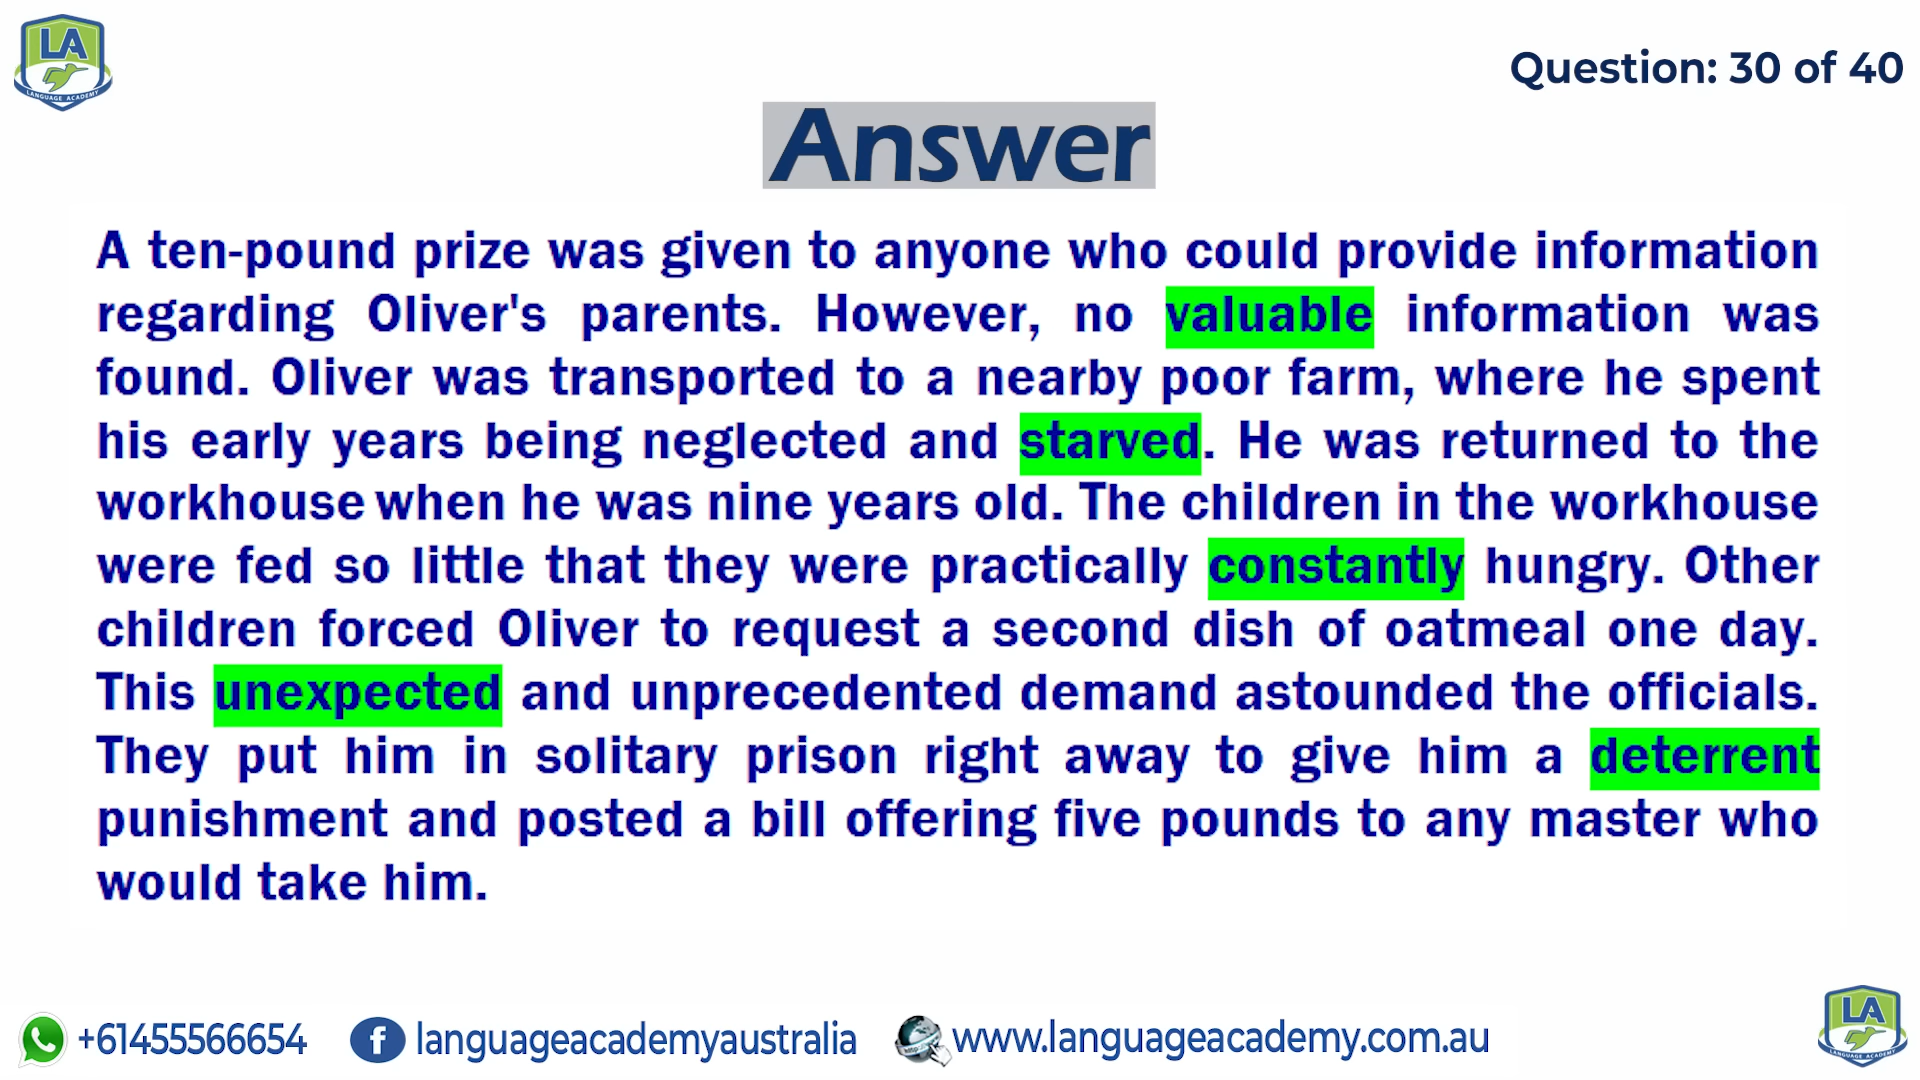 LA
LANGUAGE ACADEMY
Question: 30 of 40
Answer
A ten-pound prize was given to anyone who could provide information
regarding Oliver's parents. However, no valuable information was
found. Oliver was transported to a nearby poor farm, where he spent
his early years being neglected and starved. He was returned to the
workhouse when he was nine years old. The children in the workhouse
were fed so little that they were practically constantly hungry. Other
children forced Oliver to request a second dish of oatmeal one day.
This unexpected and unprecedented demand astounded the officials.
They put him in solitary prison right away to give him a deterrent
punishment and posted a bill offering five pounds to any master who
would take him.
+61455566654
f languageacademyaustralia
http www.languageacademy.com.au
LA
LANGUAGE ACADEMY